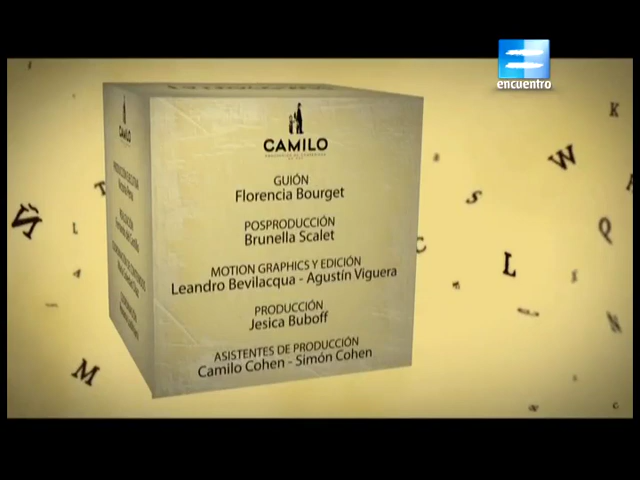 encuentro
CAMILO
GUIÓN
Florencia Bourget
POSPRODUCCIÓN
Brunella Scalet
MOTION GRAPHICS Y EDICIÓN
Leandro Bevilacqua - Agustín Viguera
PRODUCCIÓN
Jesica Buboff
ASISTENTES DE PRODUCCIÓN
Camilo Cohen - Simón Cohen
CAMILO
K
W
S
T
Ñ
L
C
L
P
N
M